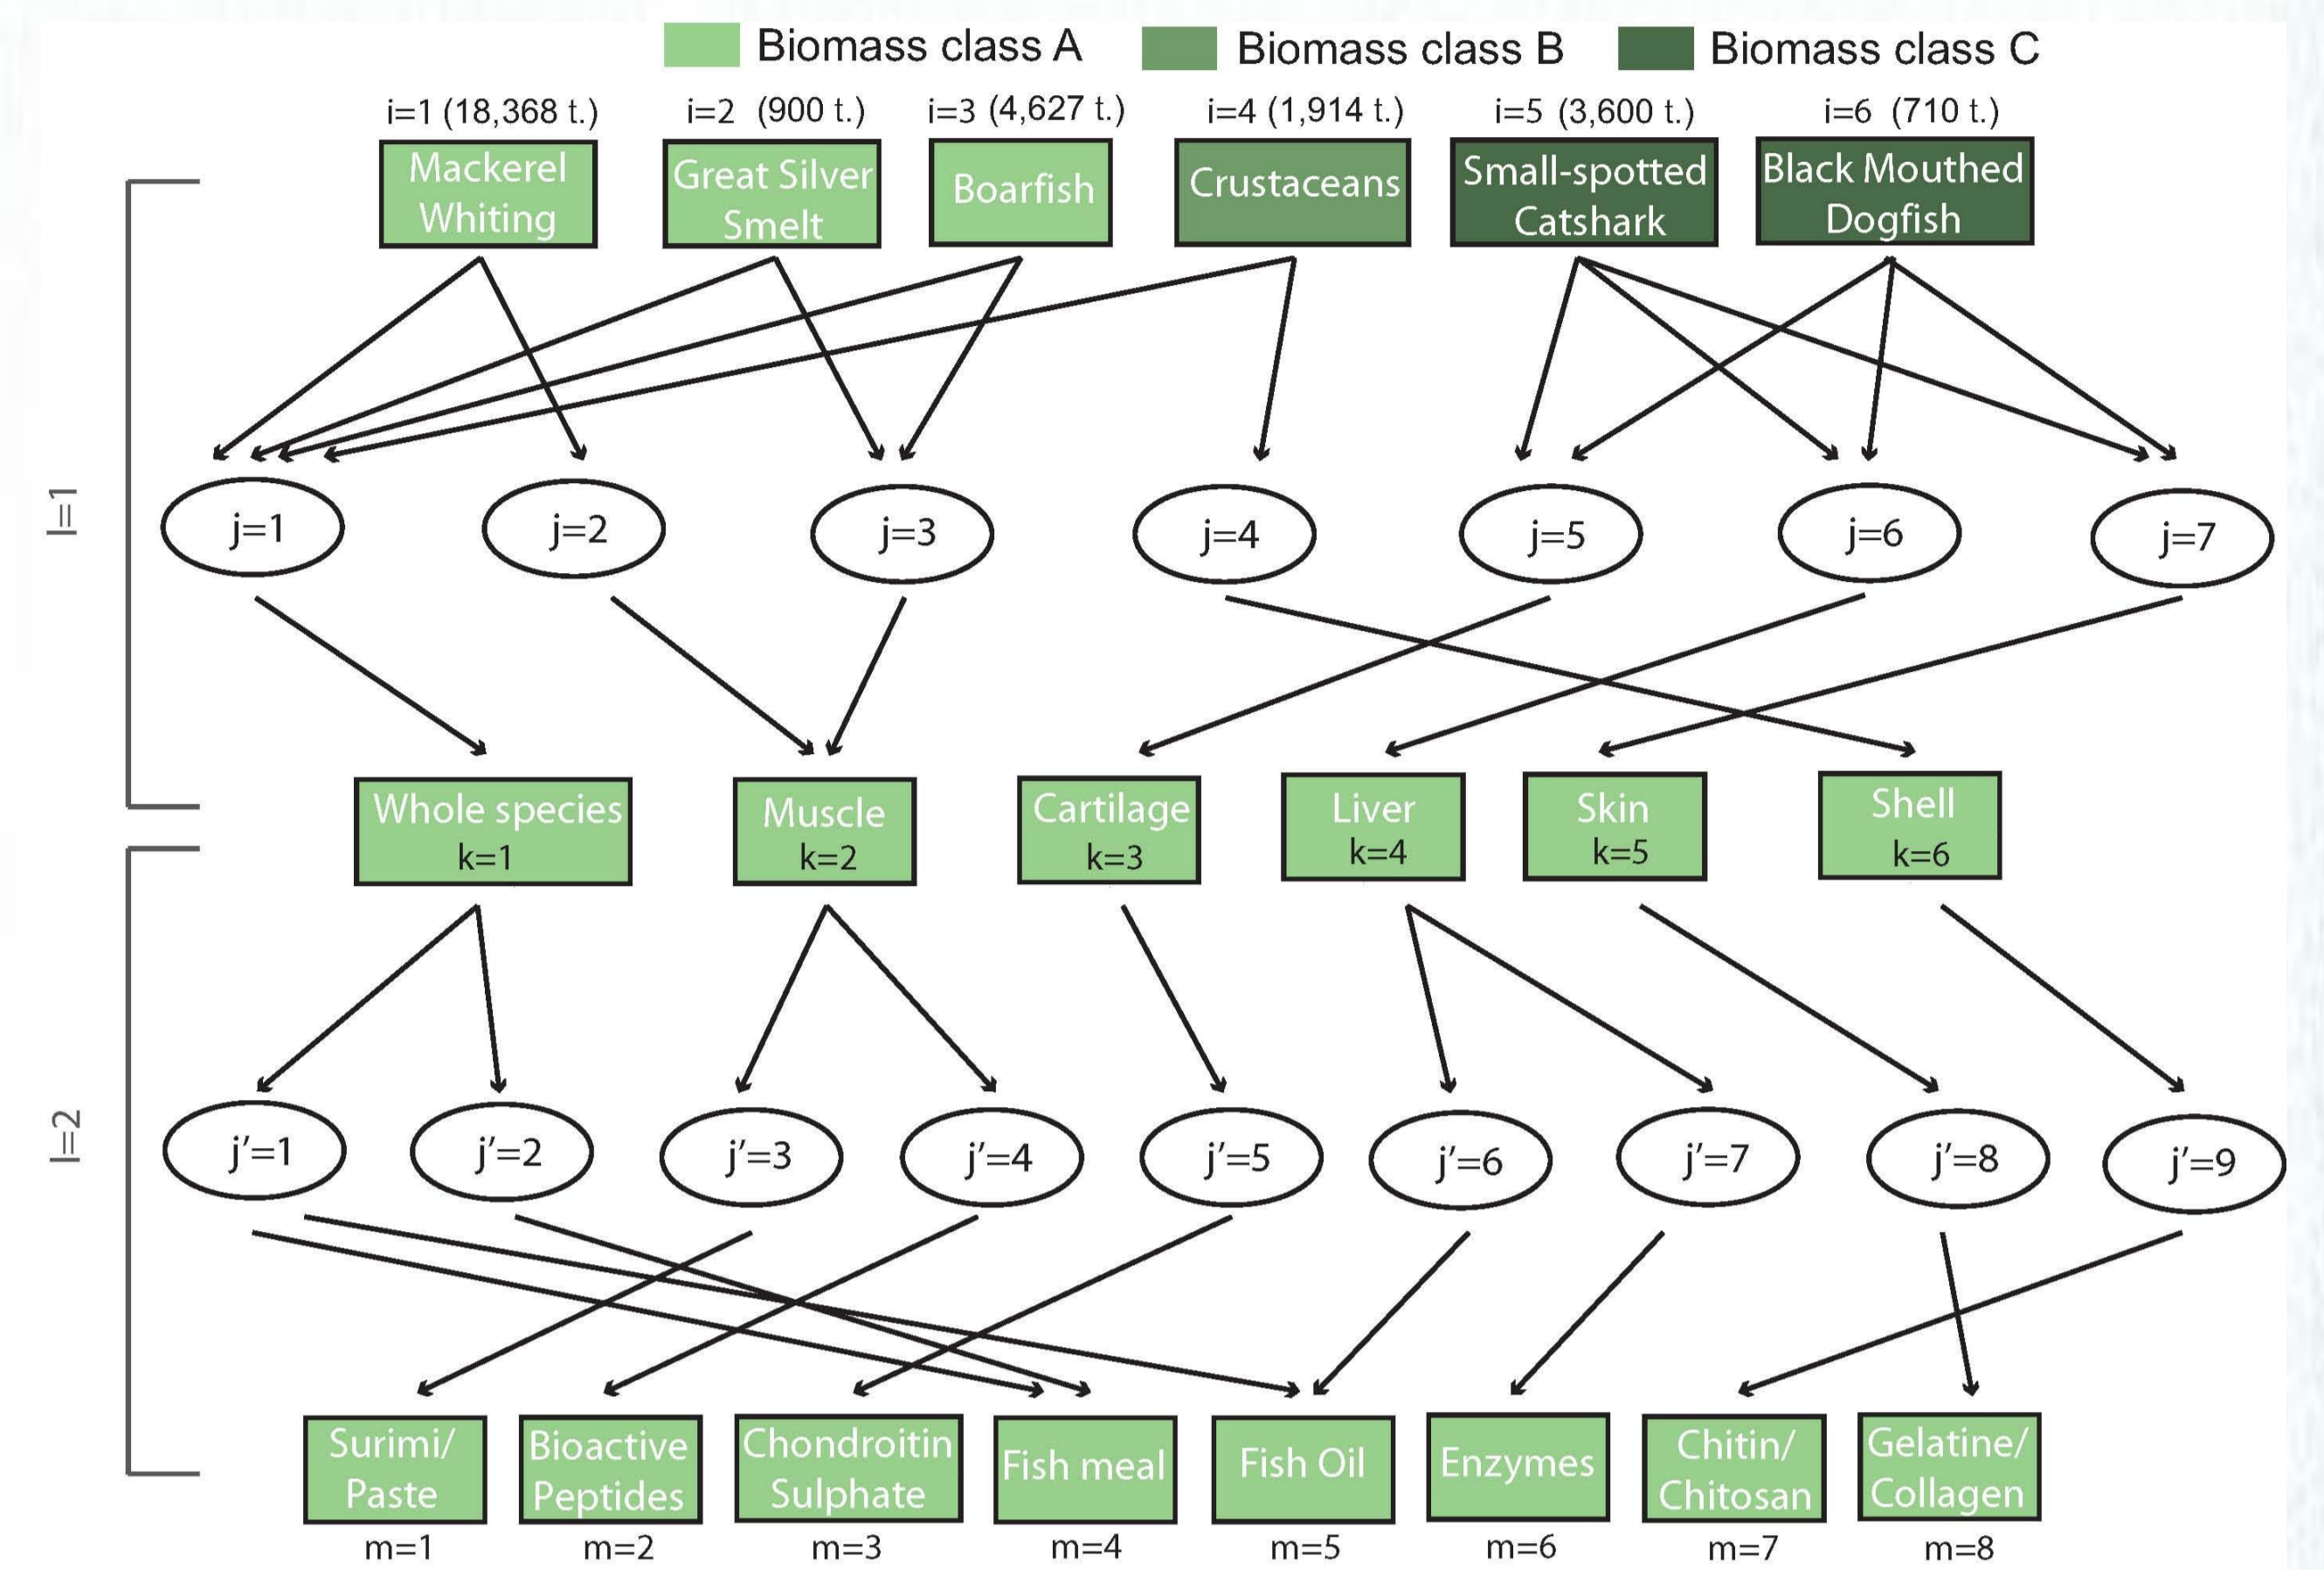 Biomass class A Biomass class B Biomass class C
i=1 (18,368 t.) i=2 (900 t.) i=3 (4,627 t.) i=4 (1,914 t.) i=5 (3,600 t.) i=6 (710 t.)
Mackerel
Whiting
Great Silver
Smelt
Boarfish
Crustaceans
Small-spotted
Catshark
Black Mouthed
Dogfish
l=1
j=1 j=2 j=3 j=4 j=5 j=6 j=7
Whole species
k=1
Muscle
k=2
Cartilage
k=3
Liver
k=4
Skin
k=5
Shell
k=6
l=2
j'=1 j'=2 j'=3 j'=4 j'=5 j'=6 j'=7 j'=8 j'=9
Surimi/
Paste
Bioactive
Peptides
Chondroitin
Sulphate
Fish meal
Fish Oil
Enzymes
Chitin/
Chitosan
Gelatine/
Collagen
m=1 m=2 m=3 m=4 m=5 m=6 m=7 m=8